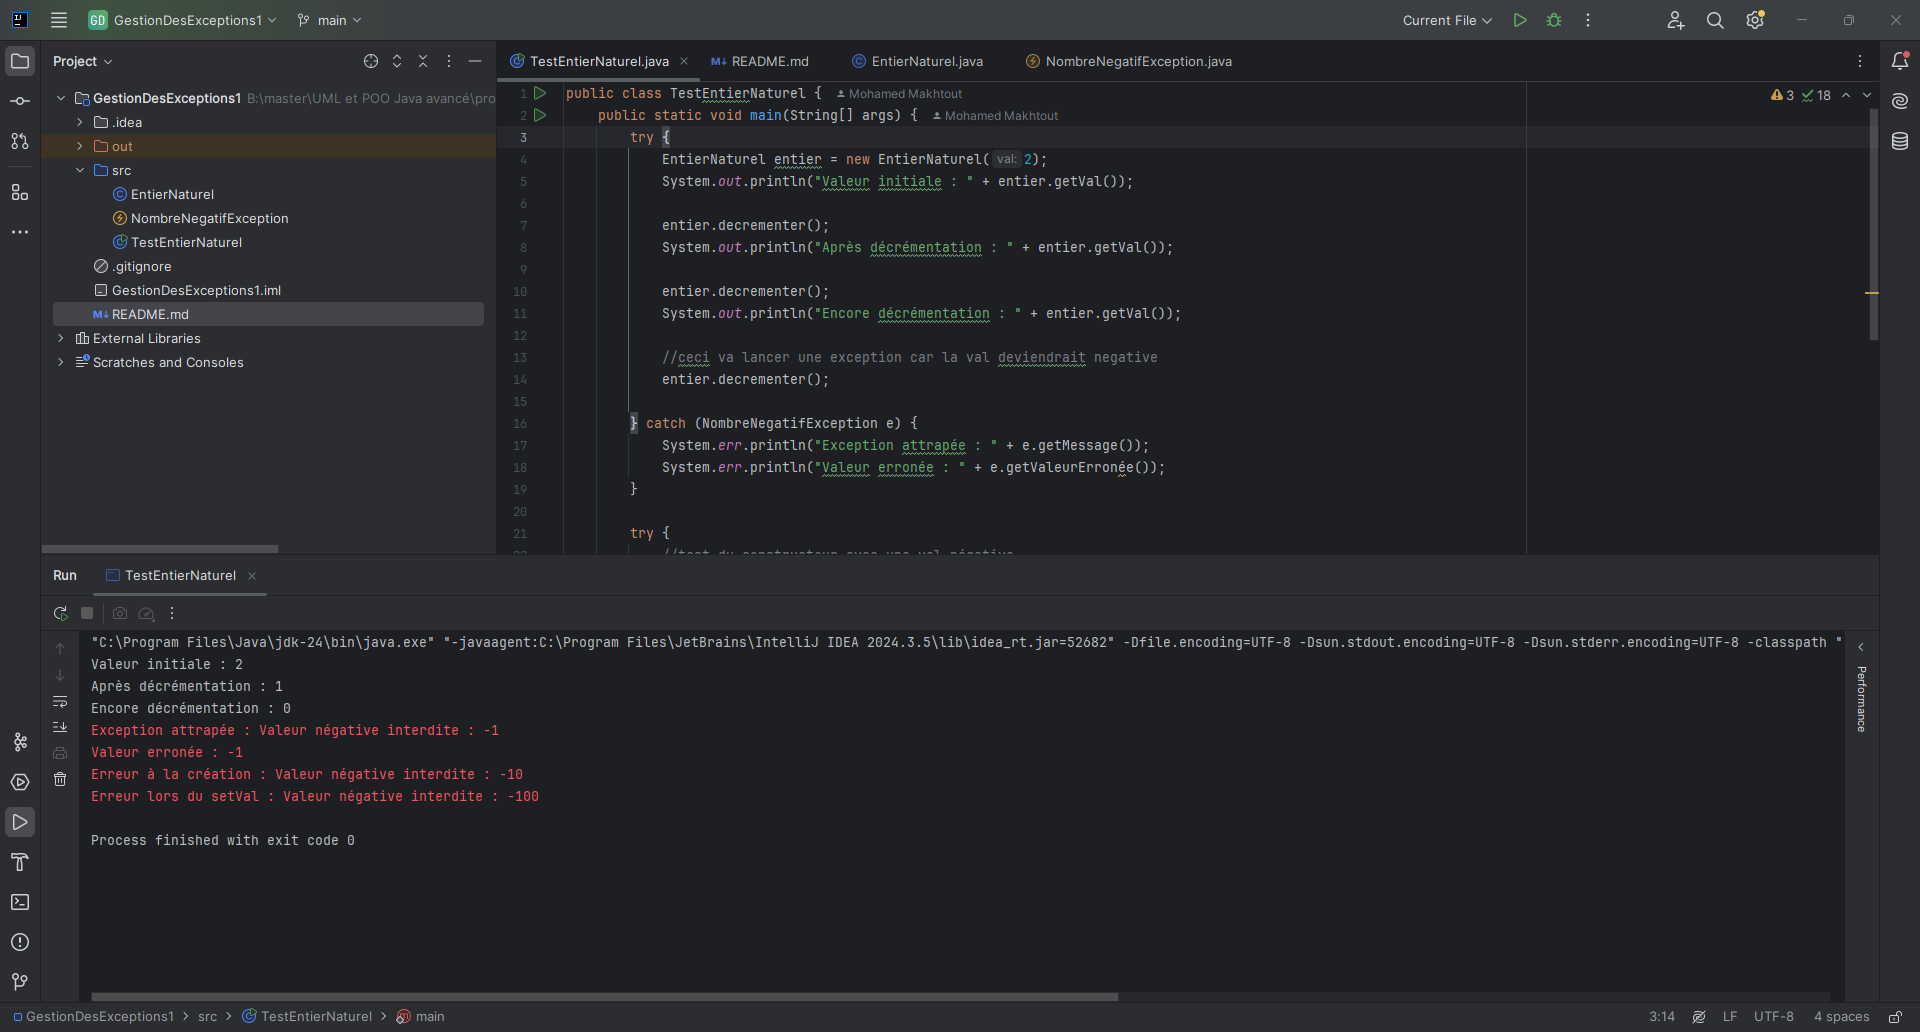 GD GestionDesExceptions1 main Current File
Project
TestEntierNaturel.java README.md EntierNaturel.java NombreNegatifException.java
GestionDesExceptions1 B:\master\UML et POO Java avancé\pro
.idea
out
src
EntierNaturel
NombreNegatifException
TestEntierNaturel
.gitignore
GestionDesExceptions1.iml
README.md
External Libraries
Scratches and Consoles
3 18
1 public class TestEntierNaturel { Mohamed Makhtout
2 public static void main(String[] args) { Mohamed Makhtout
3 try {
4 EntierNaturel entier = new EntierNaturel( val: 2);
5 System.out.println("Valeur initiale : " + entier.getVal());
6
7 entier.decrementer();
8 System.out.println("Après décrémentation : " + entier.getVal());
9
10 entier.decrementer();
11 System.out.println("Encore décrémentation : " + entier.getVal());
12
13 //ceci va lancer une exception car la val deviendrait negative
14 entier.decrementer();
15
16 } catch (NombreNegatifException e) {
17 System.err.println("Exception attrapée : " + e.getMessage());
18 System.err.println("Valeur erronée : " + e.getValeurErronée());
19 }
20
21 try {
22 //test du constructeur avec une val négative
Run TestEntierNaturel
"C:\Program Files\Java\jdk-24\bin\java.exe" "-javaagent:C:\Program Files\JetBrains\IntelliJ IDEA 2024.3.5\lib\idea_rt.jar=52682" -Dfile.encoding=UTF-8 -Dsun.stdout.encoding=UTF-8 -Dsun.stderr.encoding=UTF-8 -classpath "
Valeur initiale : 2
Après décrémentation : 1
Encore décrémentation : 0
Exception attrapée : Valeur négative interdite : -1
Valeur erronée : -1
Erreur à la création : Valeur négative interdite : -10
Erreur lors du setVal : Valeur négative interdite : -100
Process finished with exit code 0
Performance
GestionDesExceptions1 src TestEntierNaturel main
3:14 LF UTF-8 4 spaces